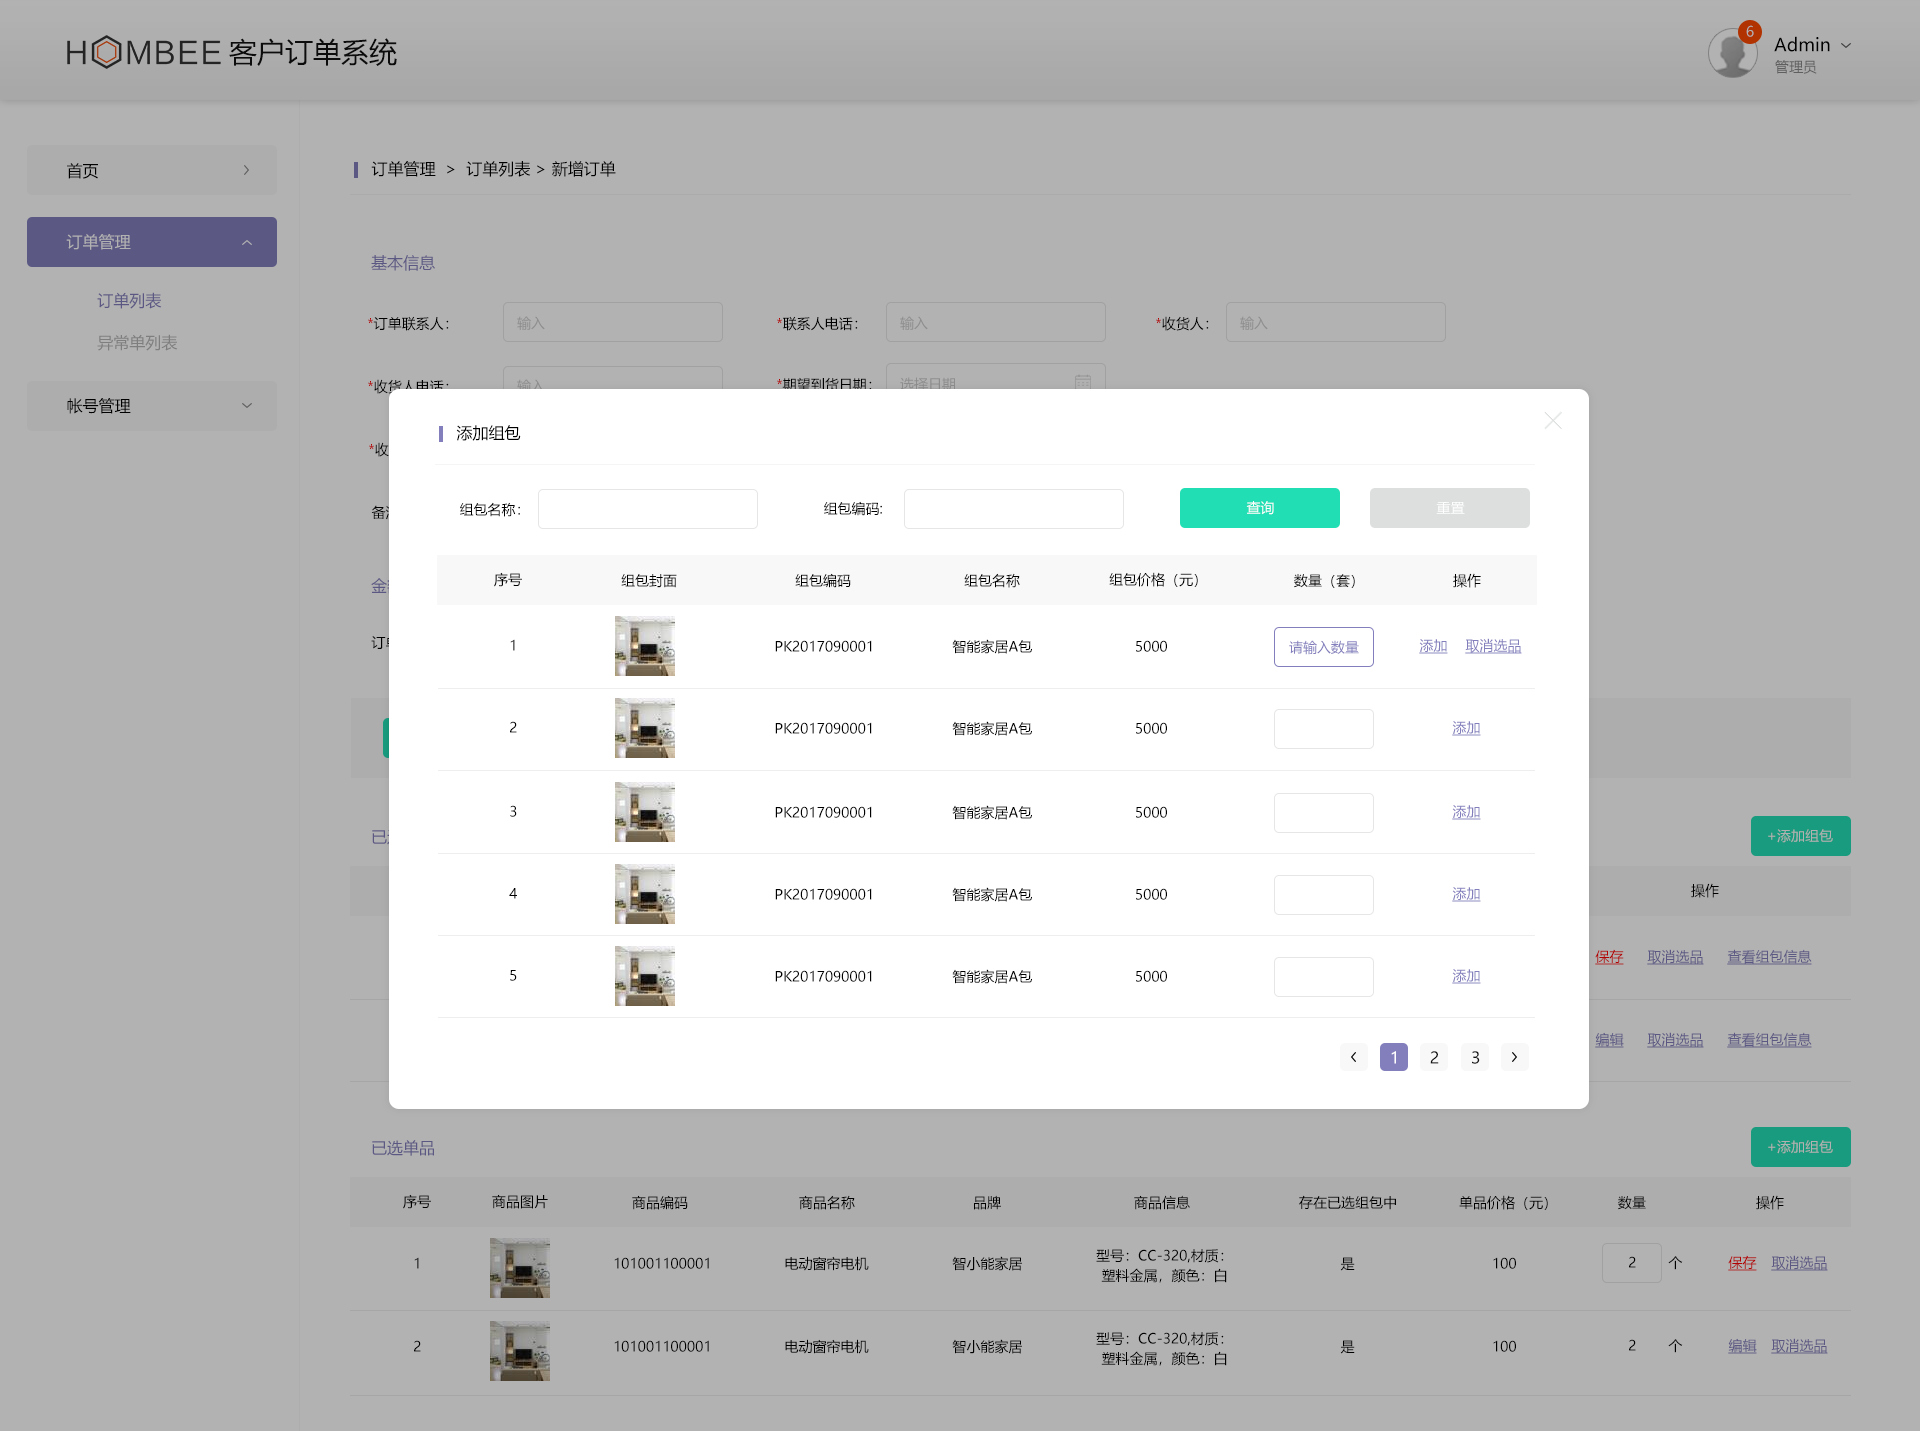 HOMBEE 客户订单系统
6
Admin
管理员
首页
订单管理
订单列表
异常单列表
帐号管理
订单管理 > 订单列表 > 新增订单
基本信息
*订单联系人： 输入 *联系人电话： 输入 *收货人： 输入
*收货人电话： 输入 *期望到货日期： 选择日期
*收
备
金
订
已
添加组包
组包名称： 组包编码: 查询 重置
序号 组包封面 组包编码 组包名称 组包价格（元） 数量（套） 操作
1 PK2017090001 智能家居A包 5000 请输入数量 添加 取消选品
2 PK2017090001 智能家居A包 5000 添加
3 PK2017090001 智能家居A包 5000 添加
4 PK2017090001 智能家居A包 5000 添加
5 PK2017090001 智能家居A包 5000 添加
< 1 2 3 >
+添加组包
操作
保存 取消选品 查看组包信息
编辑 取消选品 查看组包信息
已选单品 +添加组包
序号 商品图片 商品编码 商品名称 品牌 商品信息 存在已选组包中 单品价格（元） 数量 操作
1 101001100001 电动窗帘电机 智小能家居 型号：CC-320,材质： 是 100 2 个 保存 取消选品
塑料金属，颜色：白
2 101001100001 电动窗帘电机 智小能家居 型号：CC-320,材质： 是 100 2 个 编辑 取消选品
塑料金属，颜色：白